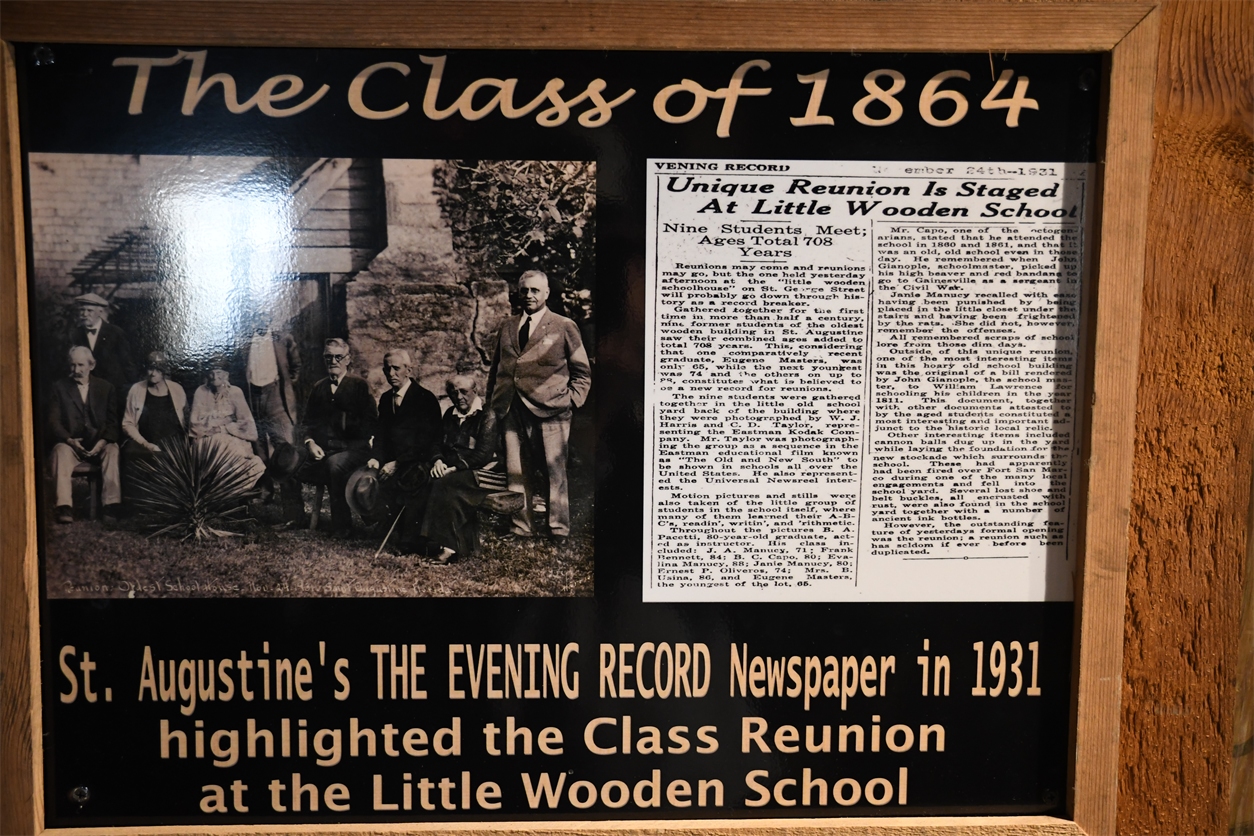 The Class of 1864
VENING RECORD
ember 24th--1931
Unique Reunion Is Staged
At Little Wooden School
Nine Students Meet;
Ages Total 708
Years
Reunions may come and reunions
may go, but the one held yesterday
afternoon at the "little wooden
schoolhouse" on St. George Street
will probably go down through his-
tory as a record breaker.
Gathered together for the first
time in more than half a century,
nine former students of the oldest
wooden building in St. Augustine
saw their combined ages added to
total 708 years. This, considering
that one comparatively recent
graduate, Eugene Masters, was
only 65, while the next youngest
was 74 and the others on up to
88, constitutes what is believed to
be a new record for reunions.
The nine students were gathered
together in the little old school
yard back of the building where
they were photographed by W. J.
Harris and C. D. Taylor, repre-
senting the Eastman Kodak Com-
pany. Mr. Taylor was photograph-
ing the group as a sequence in the
Eastman educational film known
as "The Old and New South" to
be shown in schools all over the
United States. He also represent-
ed the Universal Newsreel inter-
ests.
Motion pictures and stills were
also taken of the little group of
students in the school itself, where
many of them learned their A-B-
C's, readin', writin', and 'rithmetic.
Throughout the pictures B. A.
Pacetti, 80-year-old graduate, act-
ed as instructor. His class in-
cluded: J. A. Manucy, 71; Frank
Bennett, 84; B. C. Capo, 80; Eva-
lina Manucy, 88; Janie Manucy, 80;
Ernest P. Oliveros, 74; Mrs. B.
Usina, 86, and Eugene Masters,
the youngest of the lot, 65.
Mr. Capo, one of the octogen-
arians, stated that he attended the
school in 1860 and 1861, and that it
was an old, old school even in those
day. He remembered when John
Gianople, schoolmaster, picked up
his high beaver and red bandana to
go to Gainesville as a sergeant in
the Civil War.
Janie Manucy recalled with ease
having been punished by being
placed in the little closet under the
stairs and having been frightened
by the rats. She did not, however,
remember the offenses.
All remembered scraps of school
lore from those dim days.
Outside of this unique reunion,
one of the most interesting items
in this hoary old school building
was the original of a bill rendered
by John Gianople, the school mas-
ter, to William Lawrence for
schooling his children in the year
1811. This document, together
with other documents attested to
by the aged students constituted a
most interesting and important ad-
junct to the historic local relic.
Other interesting items included
cannon balls dug up in the yard
while laying the foundation for the
new stockade which surrounds the
school. These had apparently
been fired over Fort San Mar-
co during one of the many local
engagements and fell into the
school yard. Several lost shoe and
belt buckles, all encrusted with
rust, were also found in the school
yard together with a number of
ancient ink bottles.
However, the outstanding fea-
ture of yesterdays formal opening
was the reunion; a reunion such as
has seldom if ever before been
duplicated.
St. Augustine's THE EVENING RECORD Newspaper in 1931
highlighted the Class Reunion
at the Little Wooden School